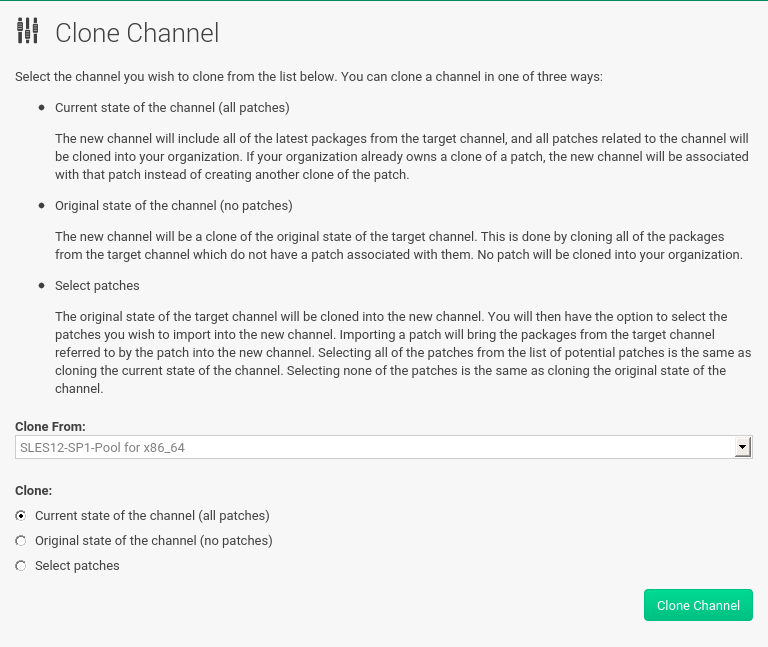 Clone Channel
Select the channel you wish to clone from the list below. You can clone a channel in one of three ways:
Current state of the channel (all patches)
The new channel will include all of the latest packages from the target channel, and all patches related to the channel will
be cloned into your organization. If your organization already owns a clone of a patch, the new channel will be associated
with that patch instead of creating another clone of the patch.
Original state of the channel (no patches)
The new channel will be a clone of the original state of the target channel. This is done by cloning all of the packages
from the target channel which do not have a patch associated with them. No patch will be cloned into your organization.
Select patches
The original state of the target channel will be cloned into the new channel. You will then have the option to select the
patches you wish to import into the new channel. Importing a patch will bring the packages from the target channel
referred to by the patch into the new channel. Selecting all of the patches from the list of potential patches is the same as
cloning the current state of the channel. Selecting none of the patches is the same as cloning the original state of the
channel.
Clone From:
SLES12-SP1-Pool for x86_64
Clone:
Current state of the channel (all patches)
Original state of the channel (no patches)
Select patches
Clone Channel